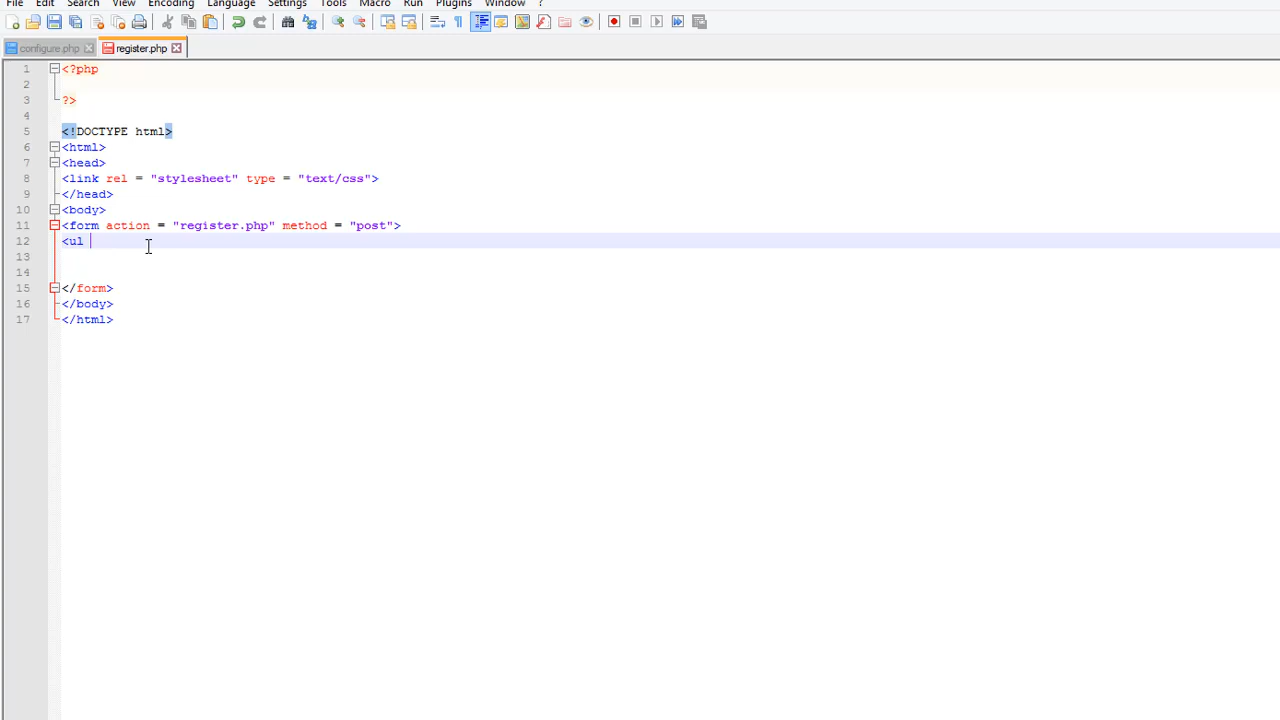 File Edit Search View Encoding Language Settings Tools Macro Run Plugins Window ?
configure.php register.php
1 <?php
2
3 ?>
4
5 <!DOCTYPE html>
6 <html>
7 <head>
8 <link rel = "stylesheet" type = "text/css">
9 </head>
10 <body>
11 <form action = "register.php" method = "post">
12 <ul
13
14
15 </form>
16 </body>
17 </html>